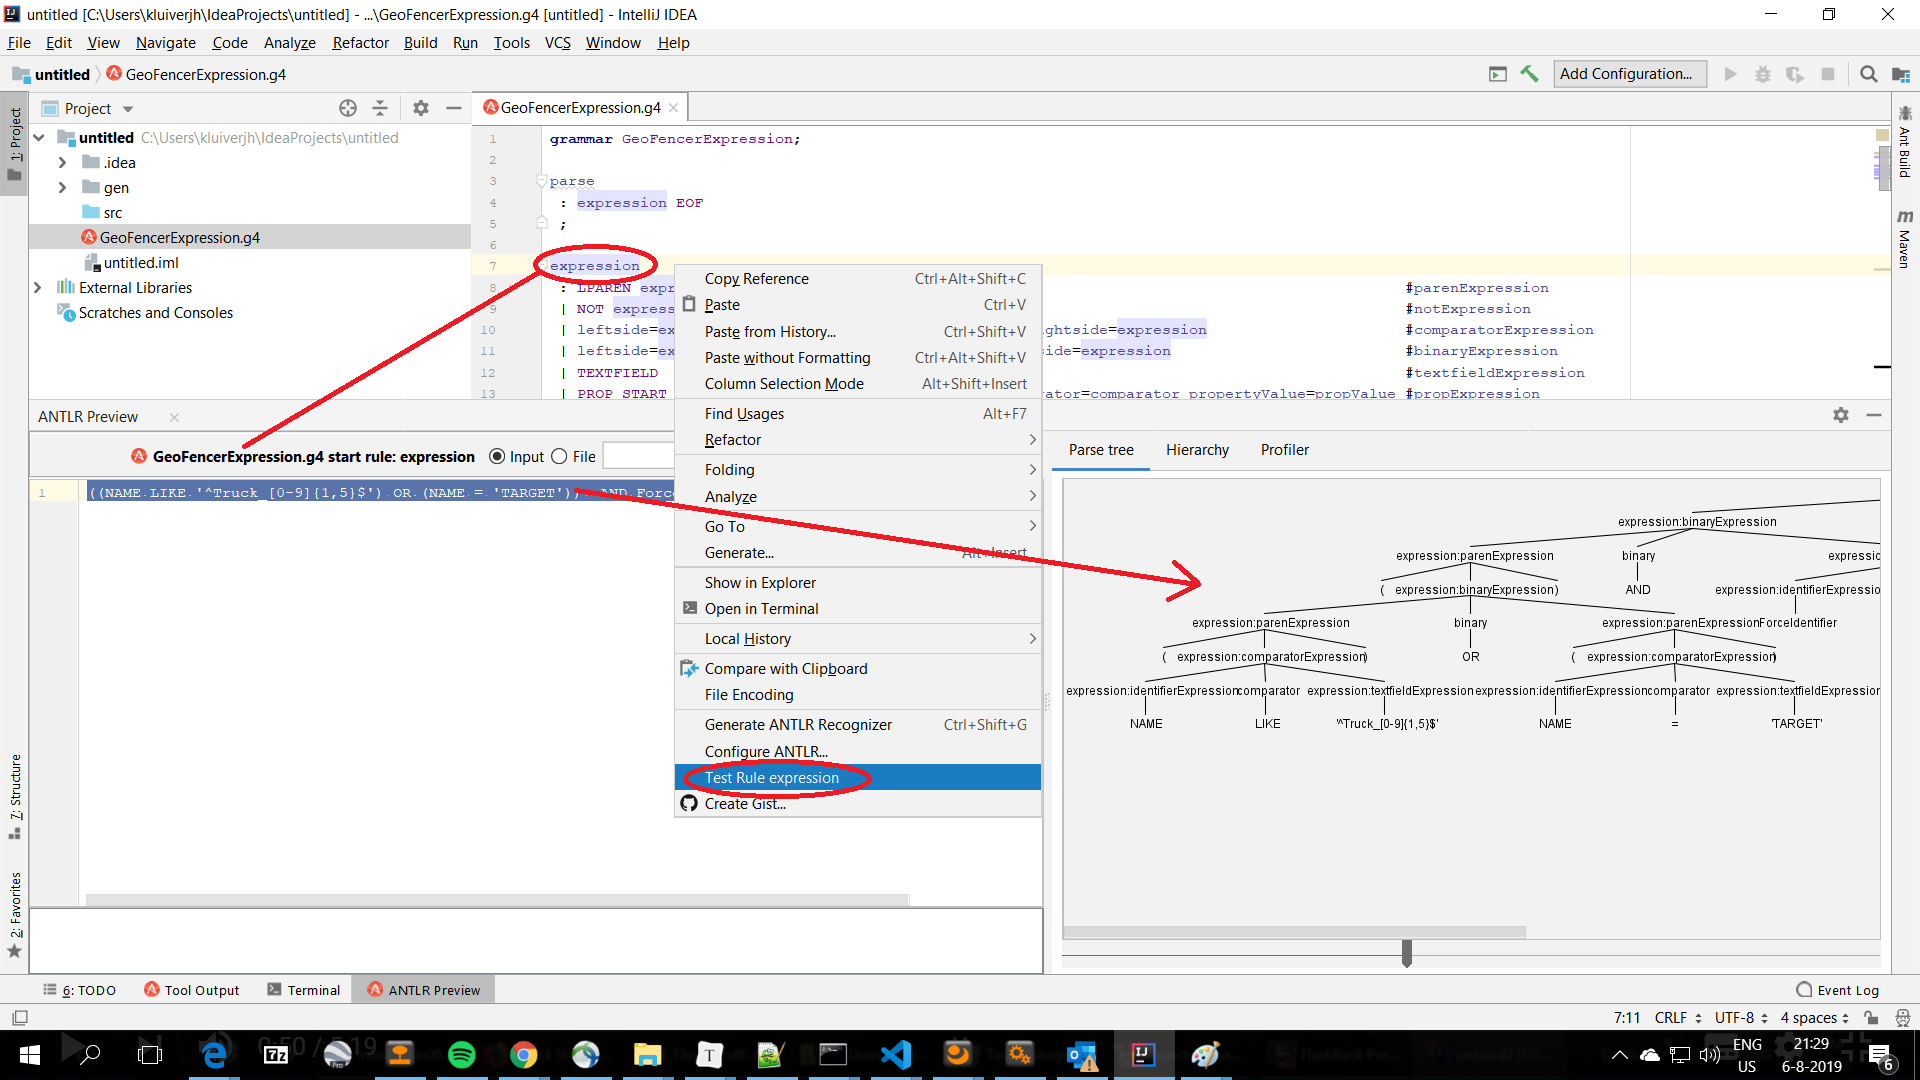 untitled [C:\Users\kluiverjh\IdeaProjects\untitled] - ...\GeoFencerExpression.g4 [untitled] - IntelliJ IDEA
File Edit View Navigate Code Analyze Refactor Build Run Tools VCS Window Help
untitled GeoFencerExpression.g4 Add Configuration...
1: Project
Project
GeoFencerExpression.g4
untitled C:\Users\kluiverjh\IdeaProjects\untitled
.idea
gen
src
GeoFencerExpression.g4
untitled.iml
External Libraries
Scratches and Consoles
1 grammar GeoFencerExpression;
2
3 parse
4 : expression EOF
5 ;
6
7 expression
8 : LPAREN expr #parenExpression
9 | NOT express #notExpression
10 | leftside=ex ghtside=expression #comparatorExpression
11 | leftside=ex side=expression #binaryExpression
12 | TEXTFIELD #textfieldExpression
13 | PROP START ator=comparator propertyValue=propValue #propExpression
Ant Build
Maven
Copy Reference Ctrl+Alt+Shift+C
Paste Ctrl+V
Paste from History... Ctrl+Shift+V
Paste without Formatting Ctrl+Alt+Shift+V
Column Selection Mode Alt+Shift+Insert
Find Usages Alt+F7
Refactor
Folding
Analyze
Go To
Generate... Alt+Insert
Show in Explorer
Open in Terminal
Local History
Compare with Clipboard
File Encoding
Generate ANTLR Recognizer Ctrl+Shift+G
Configure ANTLR...
Test Rule expression
Create Gist...
ANTLR Preview
GeoFencerExpression.g4 start rule: expression Input File
1 ((NAME LIKE '^Truck_[0-9]{1,5}$') OR (NAME = 'TARGET')) AND Forc
Parse tree Hierarchy Profiler
expression:binaryExpression
expression:parenExpression binary expressio
( expression:binaryExpression ) AND expression:identifierExpressio
expression:parenExpression binary expression:parenExpression ForceIdentifier
( expression:comparatorExpression ) OR ( expression:comparatorExpression )
expression:identifierExpression comparator expression:textfieldExpression expression:identifierExpression comparator expression:textfieldExpression
NAME LIKE '^Truck_[0-9]{1,5}$' NAME = 'TARGET'
7: Structure
2: Favorites
6: TODO Tool Output Terminal ANTLR Preview Event Log
7:11 CRLF UTF-8 4 spaces
ENG
US
21:29
6-8-2019
6